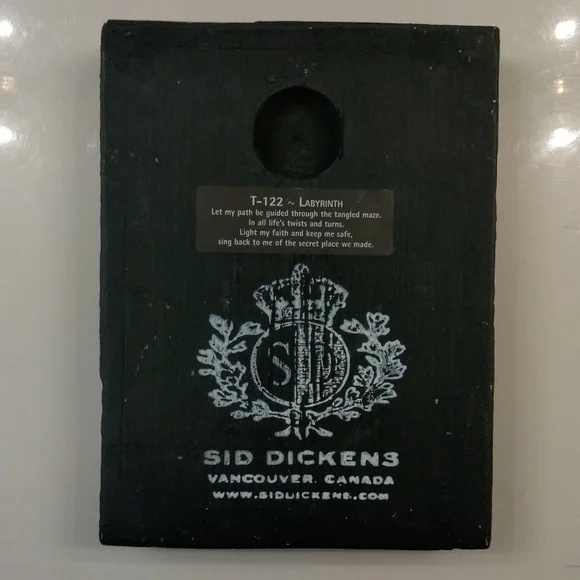 T-122 ~ Labyrinth
Let my path be guided through the tangled maze.
In all life's twists and turns.
Light my faith and keep me safe,
sing back to me of the secret place we made.
SID DICKENS
VANCOUVER, CANADA
WWW.SIDDICKENS.COM